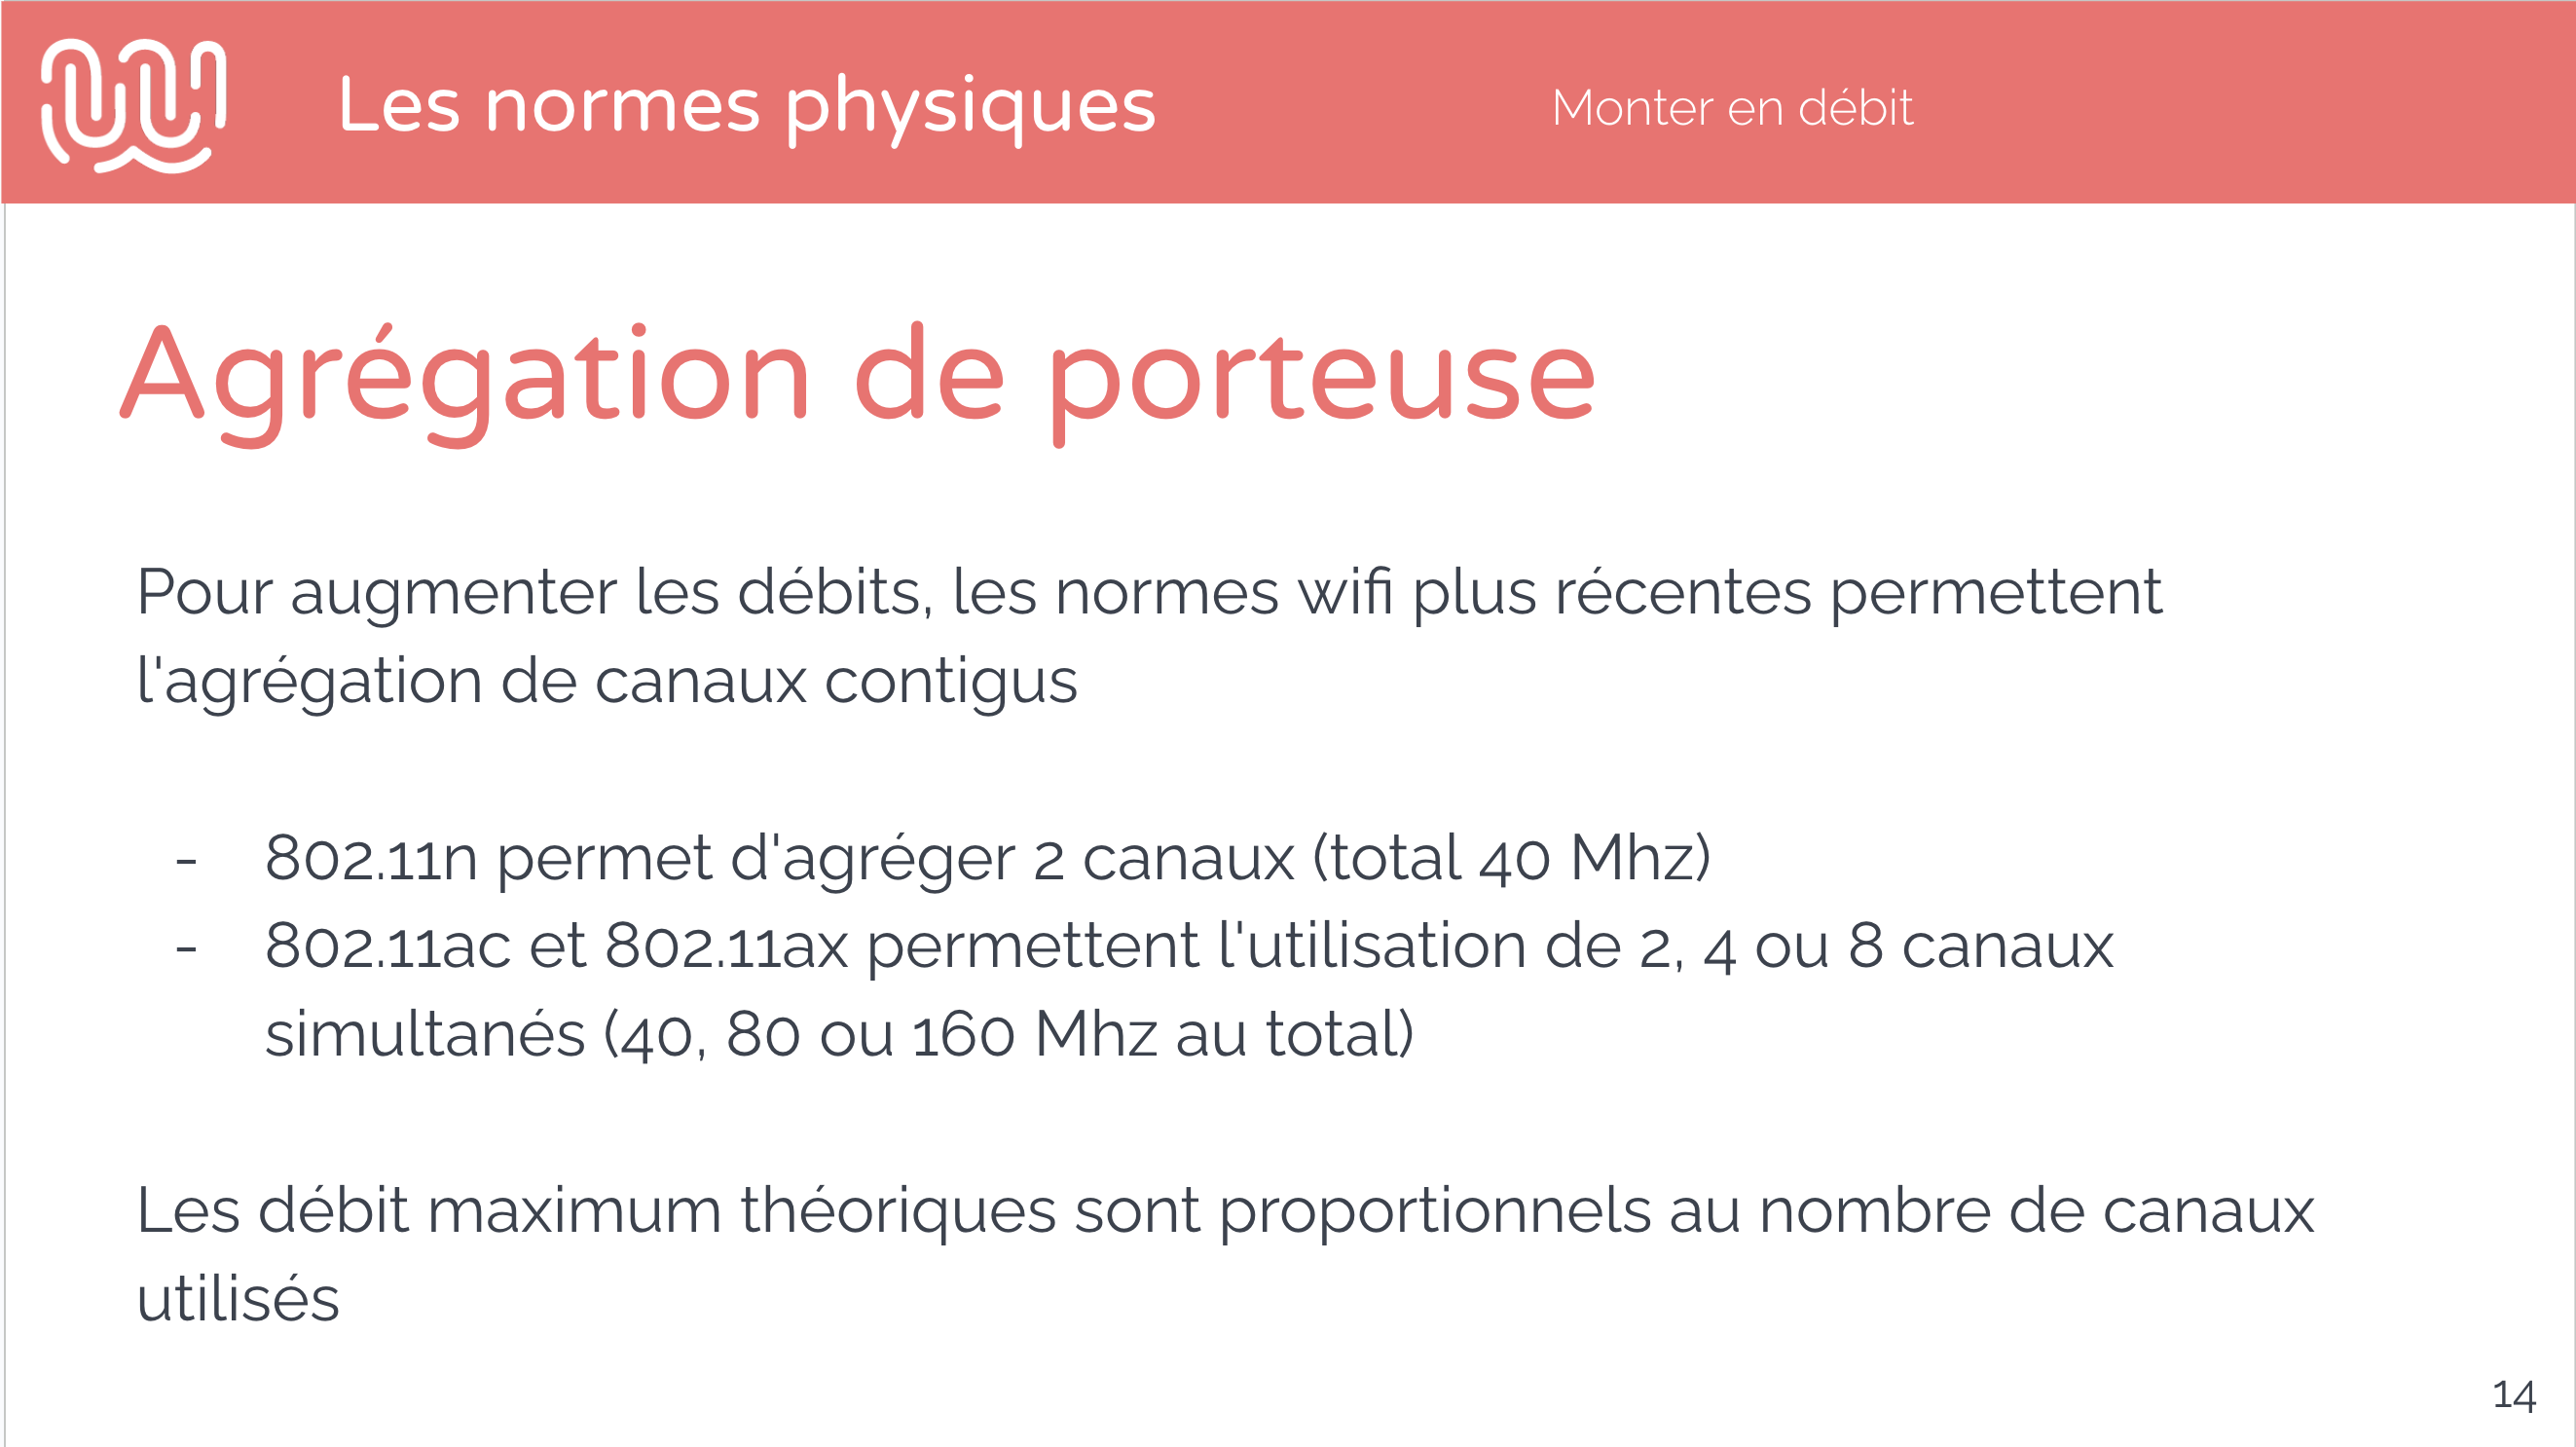 Les normes physiques
Monter en débit
Agrégation de porteuse
Pour augmenter les débits, les normes wifi plus récentes permettent
l'agrégation de canaux contigus
- 802.11n permet d'agréger 2 canaux (total 40 Mhz)
- 802.11ac et 802.11ax permettent l'utilisation de 2, 4 ou 8 canaux
simultanés (40, 80 ou 160 Mhz au total)
Les débit maximum théoriques sont proportionnels au nombre de canaux
utilisés
14